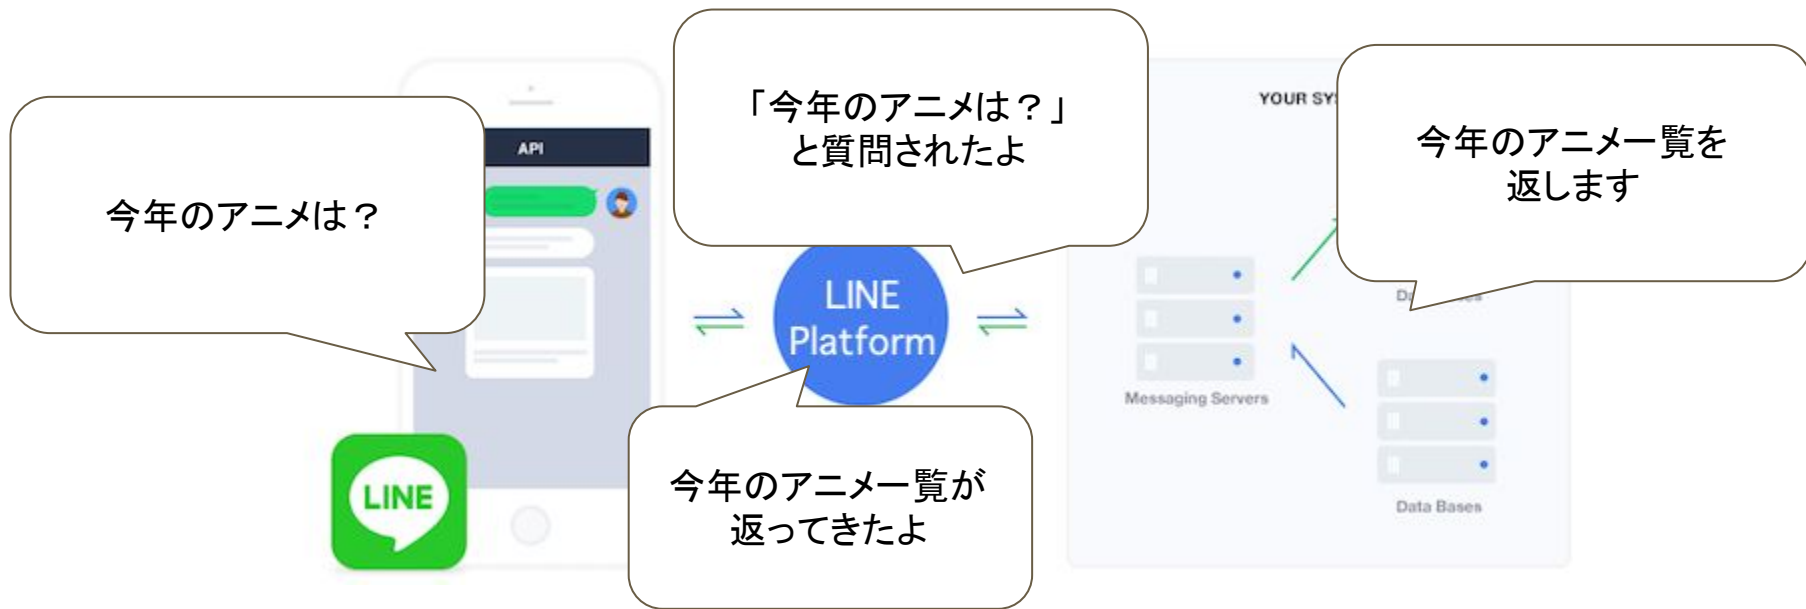 今年のアニメは？
API
LINE
「今年のアニメは？」
と質問されたよ
LINE
Platform
今年のアニメ一覧が
返ってきたよ
YOUR SY
今年のアニメ一覧を
返します
Messaging Servers
Data Bases